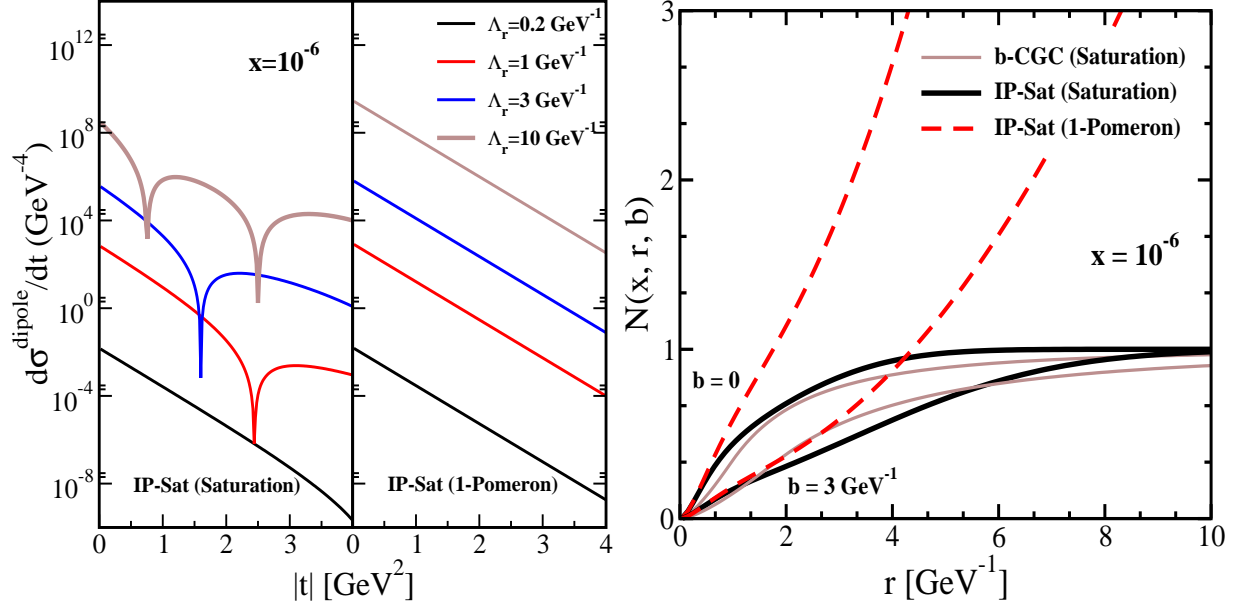 dσ^dipole/dt (GeV^-4)
10^12
10^8
10^4
10^0
10^-4
10^-8
x=10^-6
IP-Sat (Saturation)
0 1 2 3
Λ_r=0.2 GeV^-1
Λ_r=1 GeV^-1
Λ_r=3 GeV^-1
Λ_r=10 GeV^-1
IP-Sat (1-Pomeron)
0 1 2 3 4
|t| [GeV^2]
N(x, r, b)
3
2
1
0
b-CGC (Saturation)
IP-Sat (Saturation)
IP-Sat (1-Pomeron)
x = 10^-6
b = 0
b = 3 GeV^-1
0 2 4 6 8 10
r [GeV^-1]